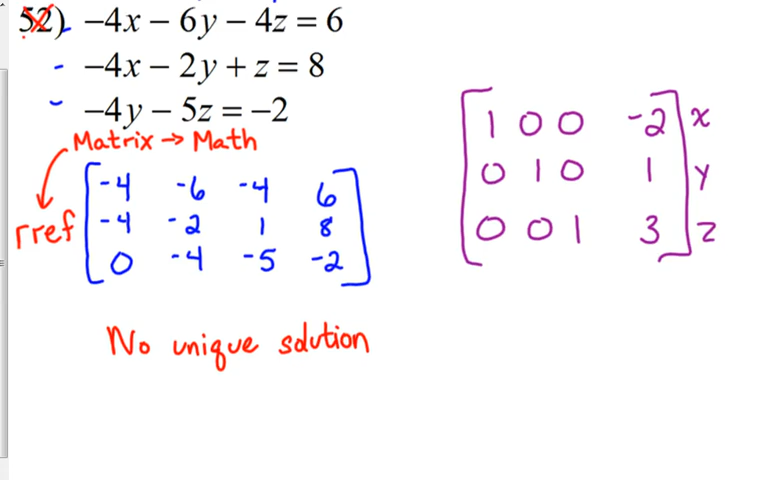 52) -4x − 6y − 4z = 6
-4x − 2y + z = 8
-4y − 5z = −2
Matrix → Math
rref
-4 -6 -4 6
-4 -2 1 8
0 -4 -5 -2
No unique solution
1 0 0 -2 x
0 1 0 1 y
0 0 1 3 z